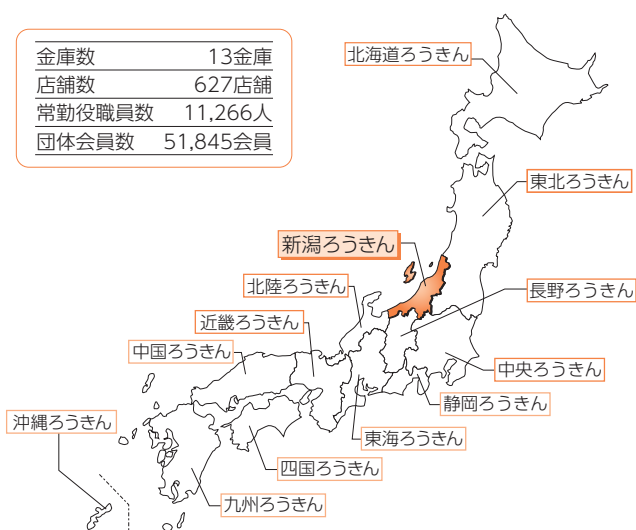 金庫数 13金庫
店舗数 627店舗
常勤役職員数 11,266人
団体会員数 51,845会員
北海道ろうきん
東北ろうきん
新潟ろうきん
北陸ろうきん
長野ろうきん
近畿ろうきん
中国ろうきん
中央ろうきん
静岡ろうきん
沖縄ろうきん
東海ろうきん
四国ろうきん
九州ろうきん